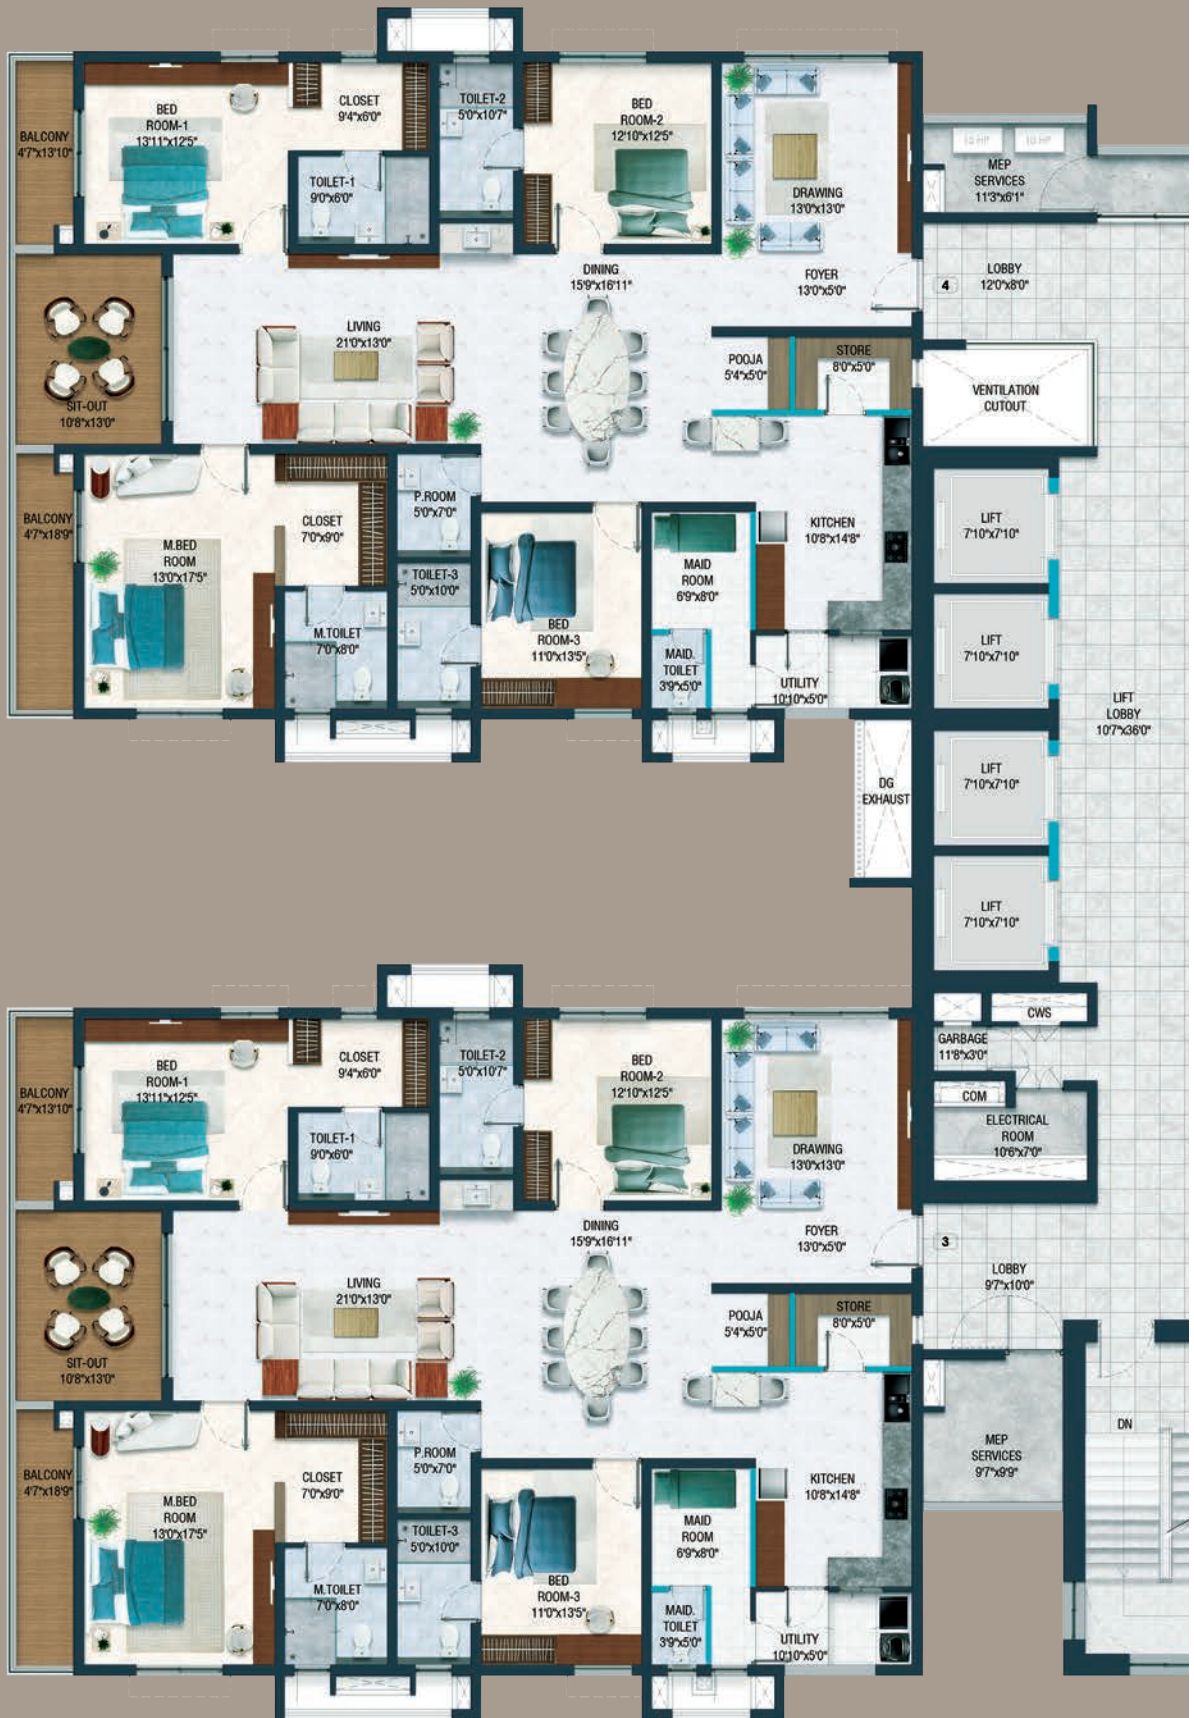 10 HP
10 HP
MEP
SERVICES
11'3"x6'1"
BALCONY
4'7"x13'10"
BED
ROOM-1
13'11"x12'5"
CLOSET
9'4"x6'0"
TOILET-2
5'0"x10'7"
BED
ROOM-2
12'10"x12'5"
TOILET-1
9'0"x6'0"
DRAWING
13'0"x13'0"
DINING
15'9"x16'11"
FOYER
13'0"x5'0"
4
LOBBY
12'0"x8'0"
LIVING
21'0"x13'0"
POOJA
5'4"x5'0"
STORE
8'0"x5'0"
VENTILATION
CUTOUT
SIT-OUT
10'8"x13'0"
BALCONY
4'7"x18'9"
M.BED
ROOM
13'0"x17'5"
CLOSET
7'0"x9'0"
P.ROOM
5'0"x7'0"
KITCHEN
10'8"x14'8"
LIFT
7'10"x7'10"
TOILET-3
5'0"x10'0"
MAID
ROOM
6'9"x8'0"
M.TOILET
7'0"x8'0"
BED
ROOM-3
11'0"x13'5"
MAID.
TOILET
3'9"x5'0"
UTILITY
10'10"x5'0"
LIFT
7'10"x7'10"
LIFT
LOBBY
10'7"x36'0"
DG
EXHAUST
LIFT
7'10"x7'10"
LIFT
7'10"x7'10"
CWS
GARBAGE
11'8"x3'0"
COM
ELECTRICAL
ROOM
10'6"x7'0"
BALCONY
4'7"x13'10"
BED
ROOM-1
13'11"x12'5"
CLOSET
9'4"x6'0"
TOILET-2
5'0"x10'7"
BED
ROOM-2
12'10"x12'5"
TOILET-1
9'0"x6'0"
DRAWING
13'0"x13'0"
DINING
15'9"x16'11"
FOYER
13'0"x5'0"
3
LOBBY
9'7"x10'0"
LIVING
21'0"x13'0"
POOJA
5'4"x5'0"
STORE
8'0"x5'0"
SIT-OUT
10'8"x13'0"
DN
MEP
SERVICES
9'7"x9'9"
BALCONY
4'7"x18'9"
M.BED
ROOM
13'0"x17'5"
CLOSET
7'0"x9'0"
P.ROOM
5'0"x7'0"
KITCHEN
10'8"x14'8"
TOILET-3
5'0"x10'0"
MAID
ROOM
6'9"x8'0"
M.TOILET
7'0"x8'0"
BED
ROOM-3
11'0"x13'5"
MAID.
TOILET
3'9"x5'0"
UTILITY
10'10"x5'0"